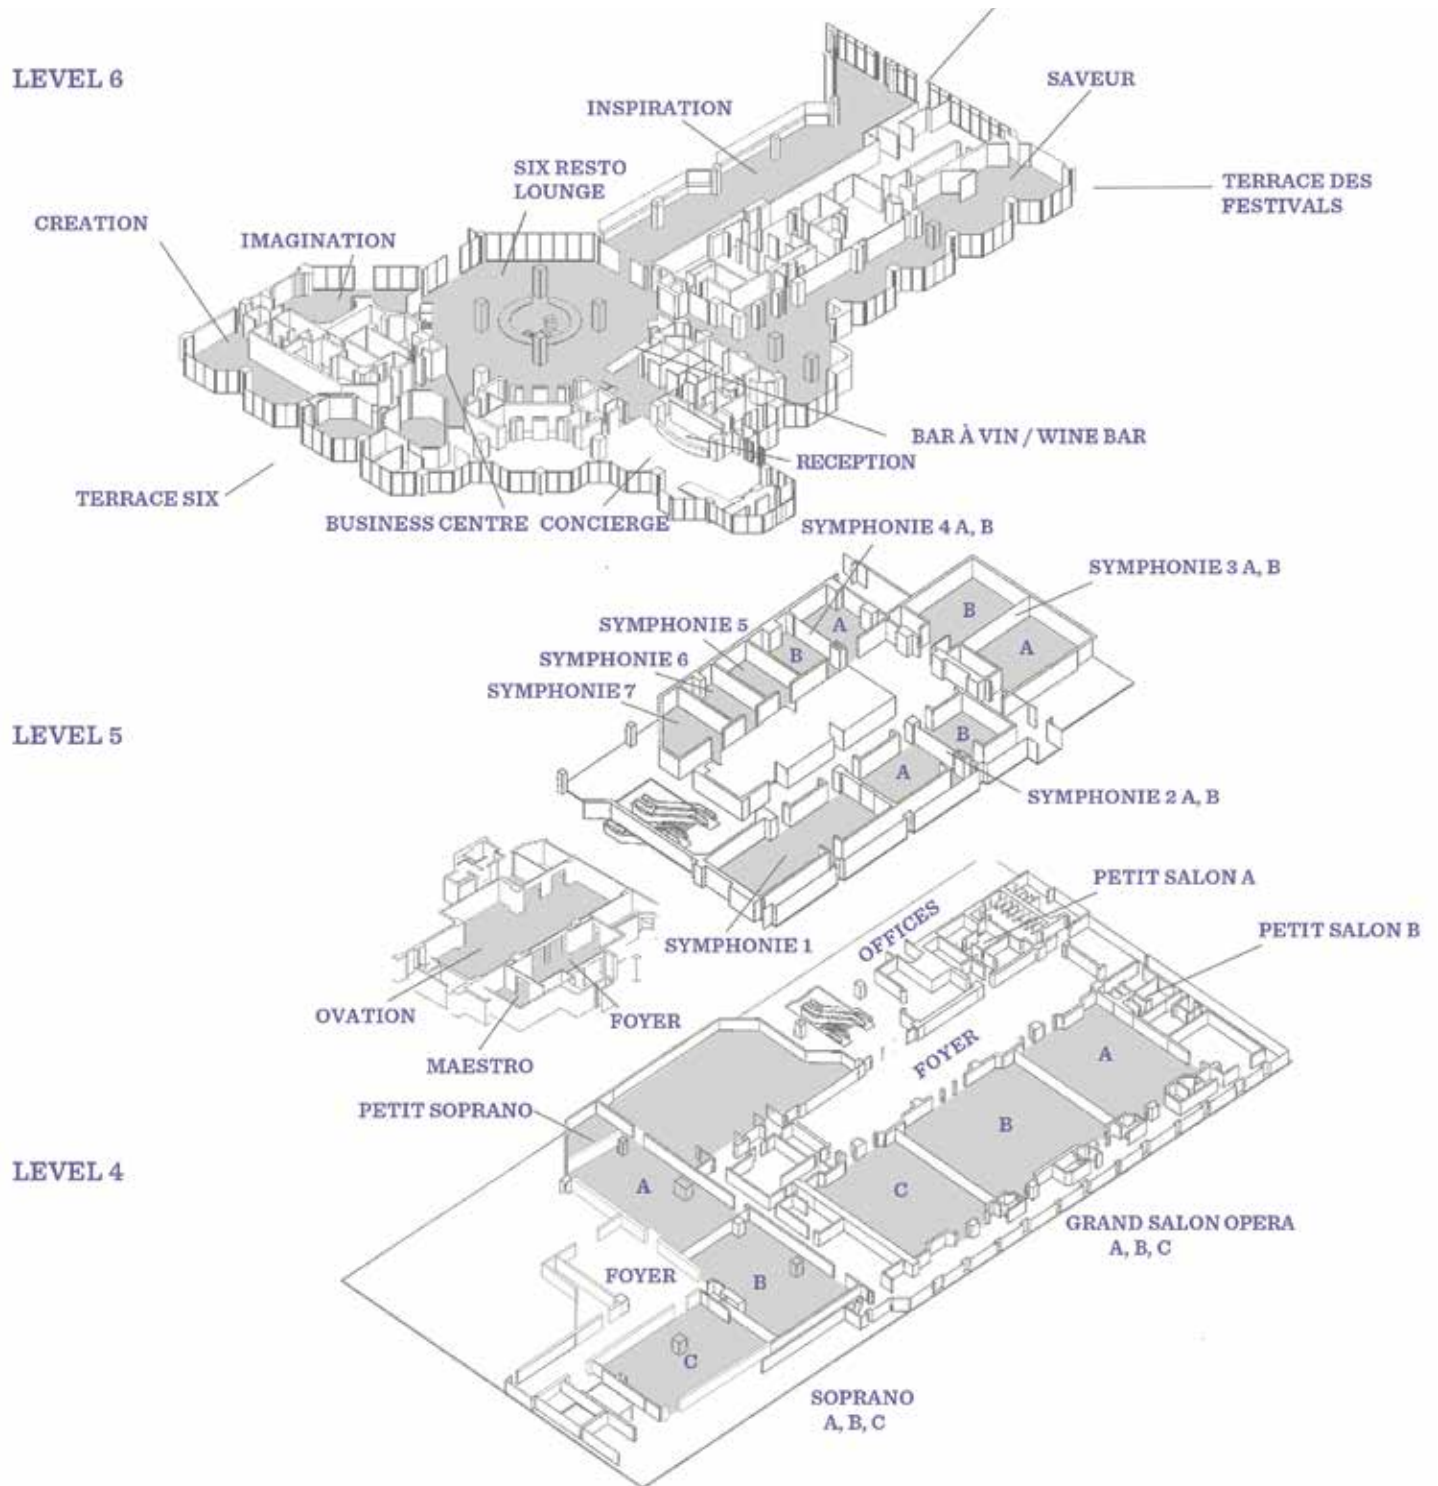 LEVEL 6
SAVEUR
INSPIRATION
SIX RESTO
LOUNGE
TERRACE DES
FESTIVALS
CREATION
IMAGINATION
BAR À VIN / WINE BAR
RECEPTION
TERRACE SIX
BUSINESS CENTRE
CONCIERGE
SYMPHONIE 4 A, B
SYMPHONIE 3 A, B
B
A
SYMPHONIE 5
A
B
SYMPHONIE 6
SYMPHONIE 7
LEVEL 5
B
A
SYMPHONIE 2 A, B
PETIT SALON A
OFFICES
PETIT SALON B
SYMPHONIE 1
OVATION
FOYER
MAESTRO
FOYER
A
PETIT SOPRANO
B
LEVEL 4
A
C
GRAND SALON OPERA
A, B, C
FOYER
B
C
SOPRANO
A, B, C